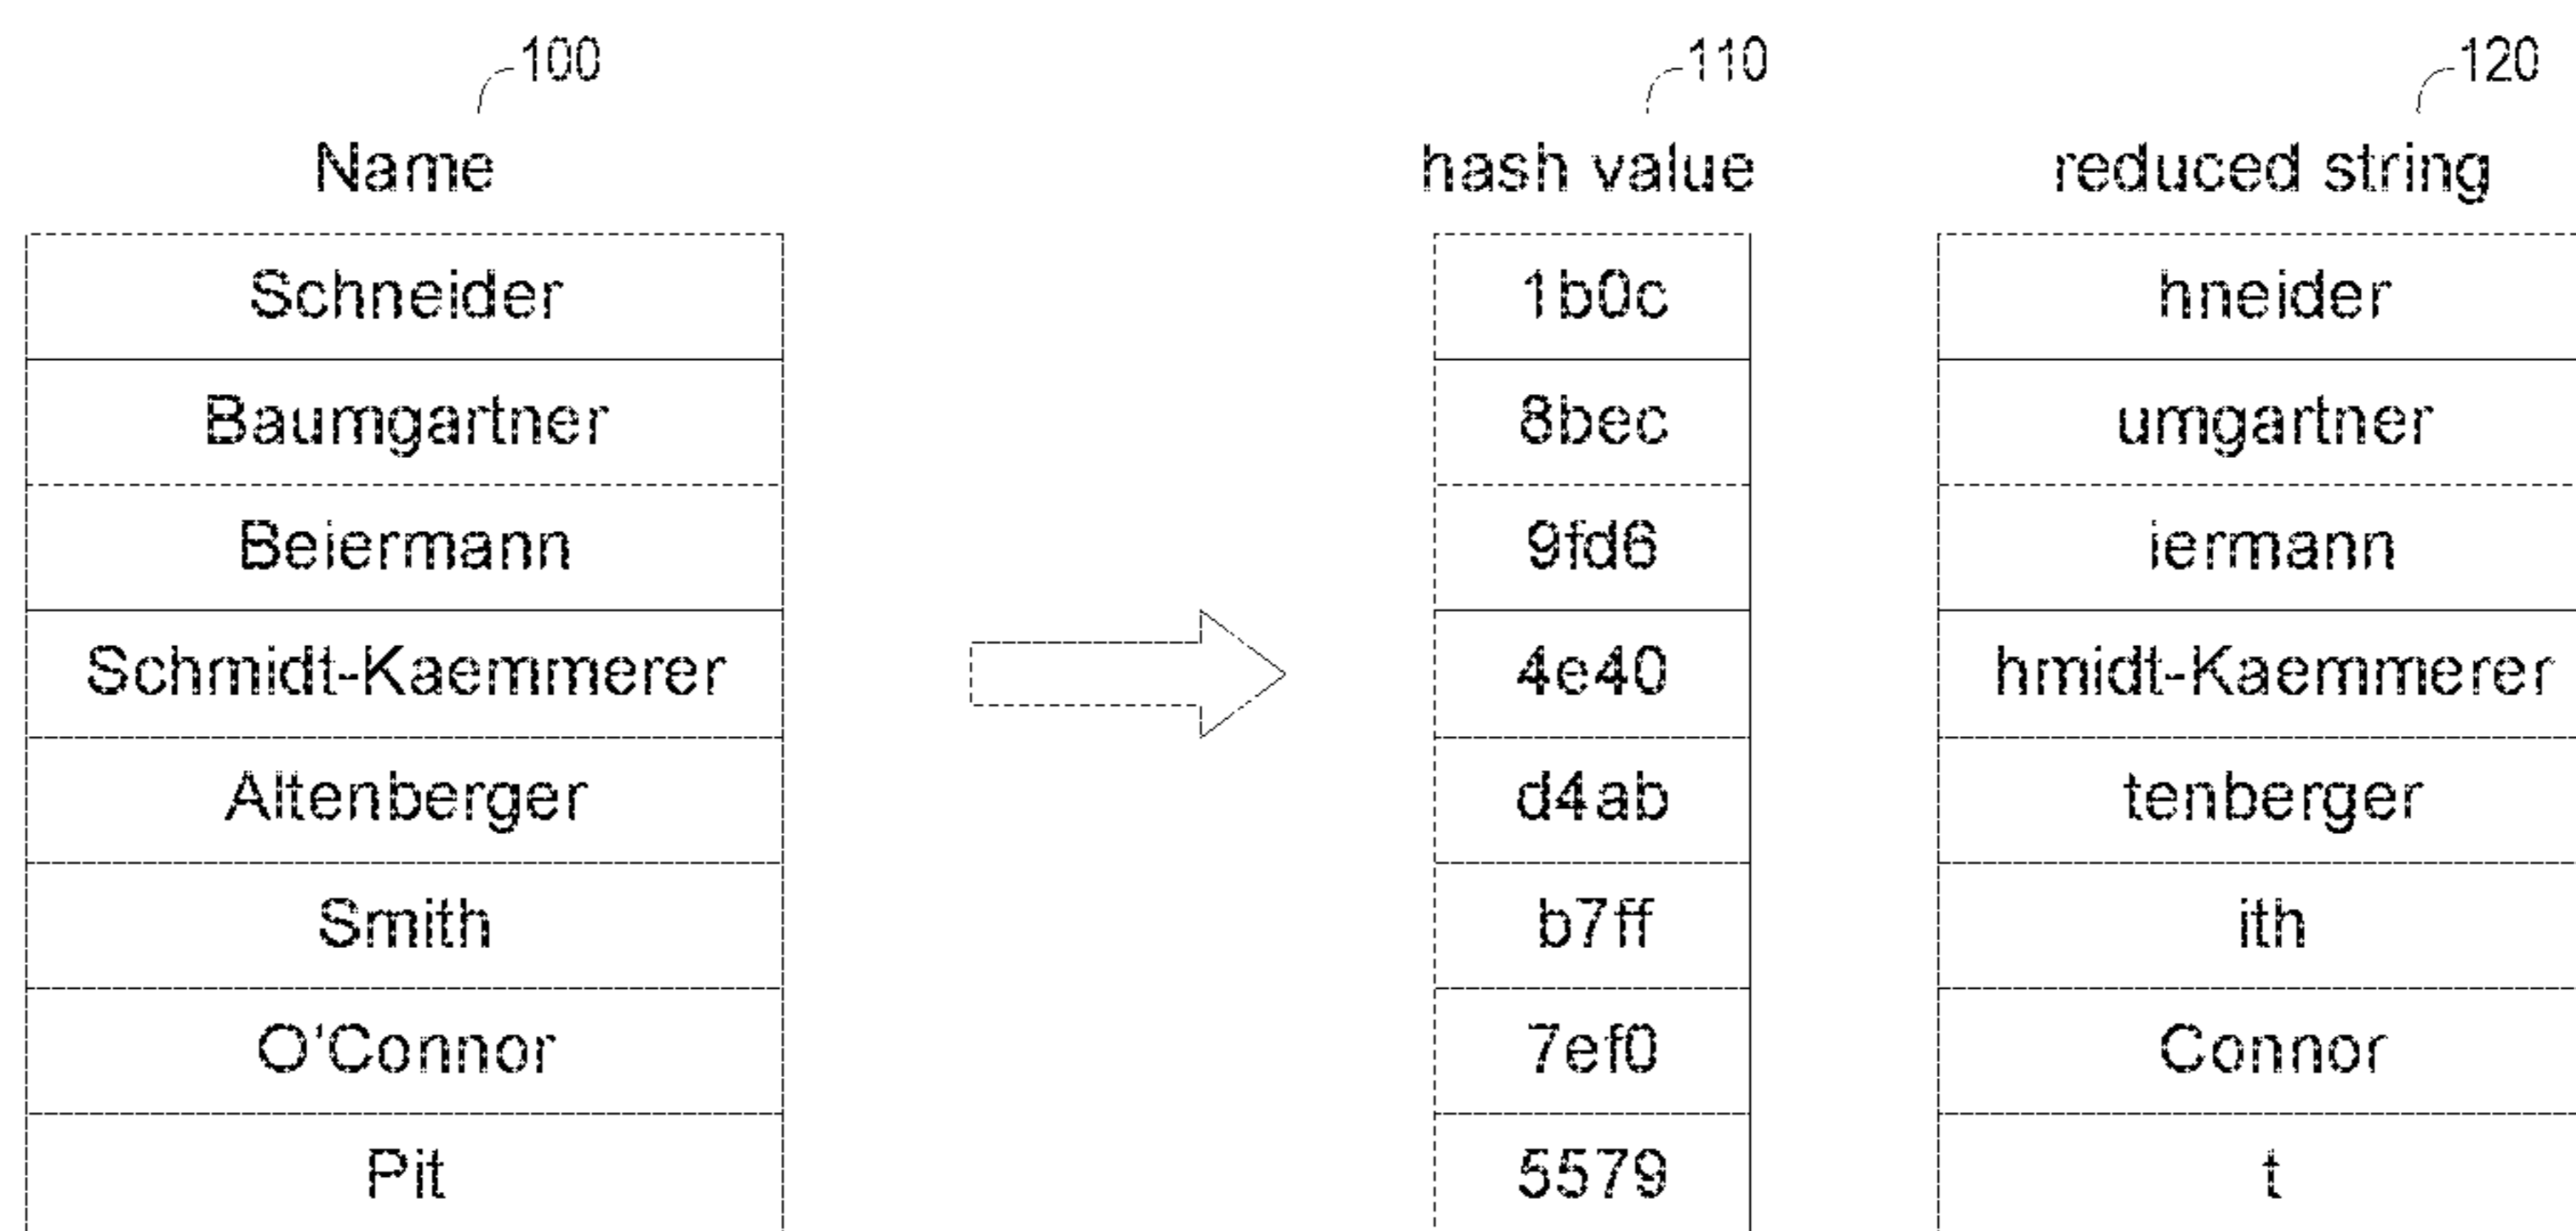 100 110 120
Name hash value reduced string
Schneider 1b0c hneider
Baumgartner 8bec umgartner
Beiermann 9fd6 iermann
Schmidt-Kaemmerer 4e40 hmidt-Kaemmerer
Altenberger d4ab tenberger
Smith b7ff ith
O'Connor 7ef0 Connor
Pit 5579 t